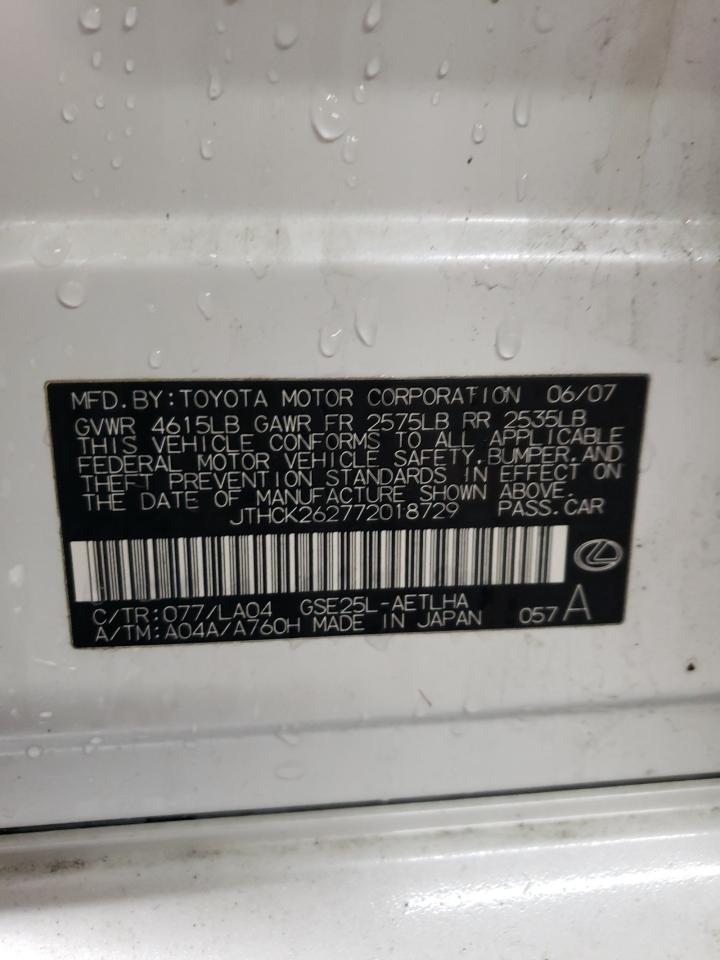 MFD.BY:TOYOTA MOTOR CORPORATION 06/07
GVWR 4615LB GAWR FR 2575LB RR 2535LB
THIS VEHICLE CONFORMS TO ALL APPLICABLE
FEDERAL MOTOR VEHICLE SAFETY,BUMPER,AND
THEFT PREVENTION STANDARDS IN EFFECT ON
THE DATE OF MANUFACTURE SHOWN ABOVE.
JTHCK262772018729 PASS.CAR
C/TR:077/LA04 GSE25L-AETLHA
A/TM:A04A/A760H MADE IN JAPAN 057A